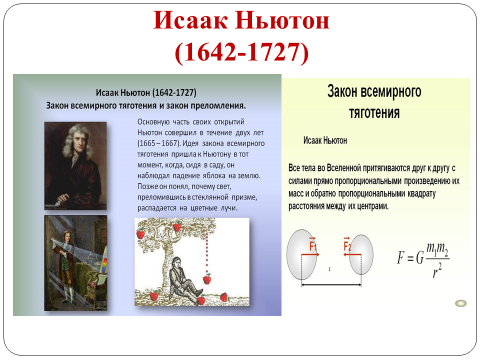 Исаак Ньютон
(1642-1727)
Исаак Ньютон (1642-1727)
Закон всемирного тяготения и закон преломления.
Основную часть своих открытий
Ньютон совершил в течение двух лет
(1665 – 1667). Идея закона всемирного
тяготения пришла к Ньютону в тот
момент, когда, сидя в саду, он
наблюдал падение яблока на землю.
Позже он понял, почему свет,
преломившись в стеклянной призме,
распадается на цветные лучи.
Закон всемирного
тяготения
Исаак Ньютон
Все тела во Вселенной притягиваются друг к другу с
силами прямо пропорциональными произведению их
масс и обратно пропорциональными квадрату
расстояния между их центрами.
F1 F2
r
F = G m1m2 / r²